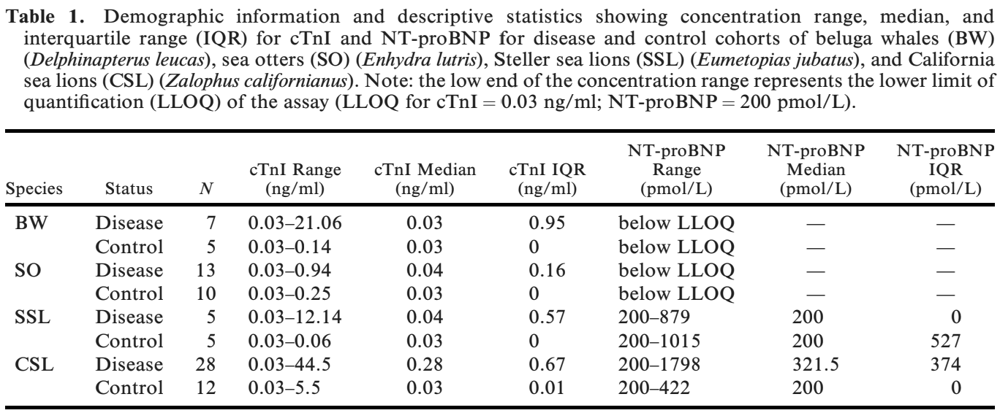 Table 1. Demographic information and descriptive statistics showing concentration range, median, and
interquartile range (IQR) for cTnI and NT-proBNP for disease and control cohorts of beluga whales (BW)
(Delphinapterus leucas), sea otters (SO) (Enhydra lutris), Steller sea lions (SSL) (Eumetopias jubatus), and California
sea lions (CSL) (Zalophus californianus). Note: the low end of the concentration range represents the lower limit of
quantification (LLOQ) of the assay (LLOQ for cTnI = 0.03 ng/ml; NT-proBNP = 200 pmol/L).
Species Status N cTnI Range (ng/ml) cTnI Median (ng/ml) cTnI IQR (ng/ml) NT-proBNP Range (pmol/L) NT-proBNP Median (pmol/L) NT-proBNP IQR (pmol/L)
BW Disease 7 0.03–21.06 0.03 0.95 below LLOQ — —
Control 5 0.03–0.14 0.03 0 below LLOQ — —
SO Disease 13 0.03–0.94 0.04 0.16 below LLOQ — —
Control 10 0.03–0.25 0.03 0 below LLOQ — —
SSL Disease 5 0.03–12.14 0.04 0.57 200–879 200 0
Control 5 0.03–0.06 0.03 0 200–1015 200 527
CSL Disease 28 0.03–44.5 0.28 0.67 200–1798 321.5 374
Control 12 0.03–5.5 0.03 0.01 200–422 200 0